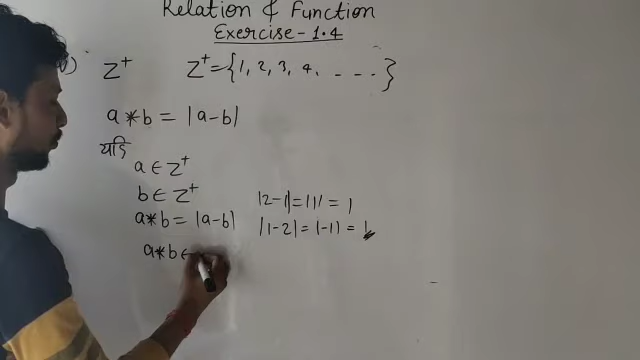 Relation & Function
Exercise-1.4
v) Z⁺ Z⁺={1, 2, 3, 4, - - - - }
a*b = |a-b|
यदि
a ∈ Z⁺
b ∈ Z⁺
a*b = |a-b|
a*b ∈
|2-1|=|1| = 1
|1-2| = |-1| = 1